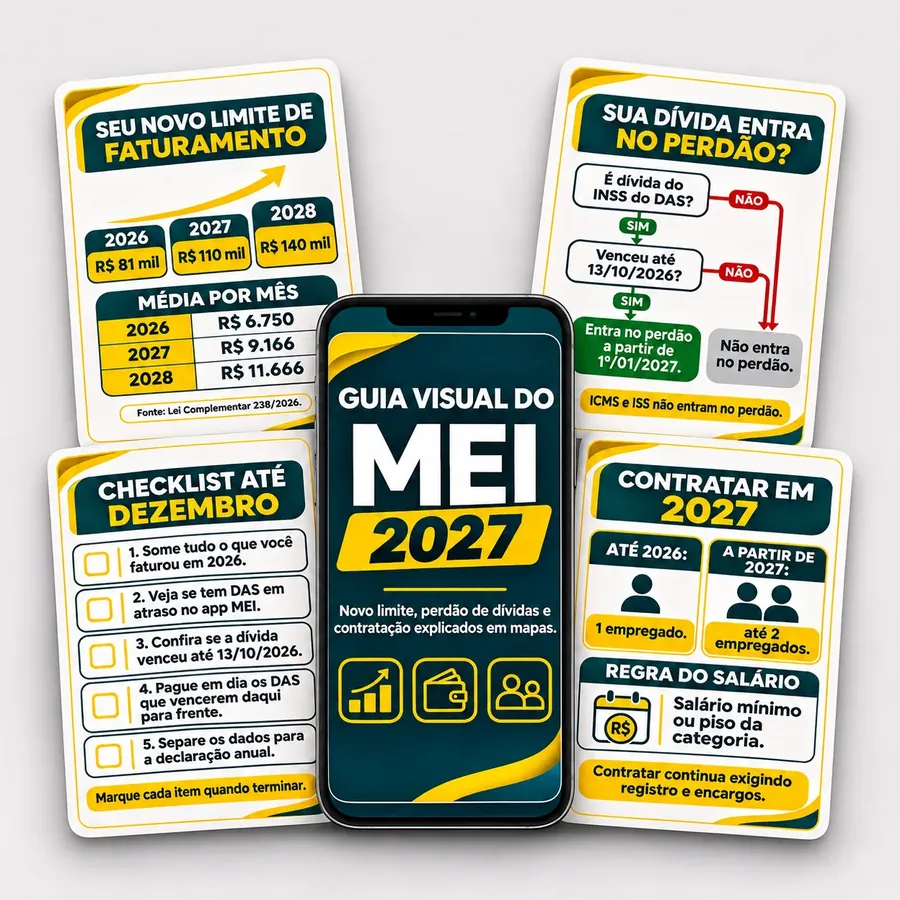 SEU NOVO LIMITE DE
FATURAMENTO
2026
R$ 81 mil
2027
R$ 110 mil
2028
R$ 140 mil
MÉDIA POR MÊS
2026 R$ 6.750
2027 R$ 9.166
2028 R$ 11.666
Fonte: Lei Complementar 238/2026.
SUA DÍVIDA ENTRA
NO PERDÃO?
É dívida do
INSS do DAS?
NÃO
SIM
Venceu até
13/10/2026?
NÃO
SIM
Entra no perdão
a partir de
1º/01/2027.
Não entra
no perdão.
ICMS e ISS não entram no perdão.
GUIA VISUAL DO
MEI
2027
Novo limite, perdão de dívidas e
contratação explicados em mapas.
CHECKLIST ATÉ
DEZEMBRO
1. Some tudo o que você
faturou em 2026.
2. Veja se tem DAS em
atraso no app MEI.
3. Confira se a dívida
venceu até 13/10/2026.
4. Pague em dia os DAS
que vencerem daqui
para frente.
5. Separe os dados para
a declaração anual.
Marque cada item quando terminar.
CONTRATAR EM
2027
ATÉ 2026:
1 empregado.
A PARTIR DE
2027:
até 2
empregados.
REGRA DO SALÁRIO
R$
Salário mínimo
ou piso da
categoria.
Contratar continua exigindo
registro e encargos.